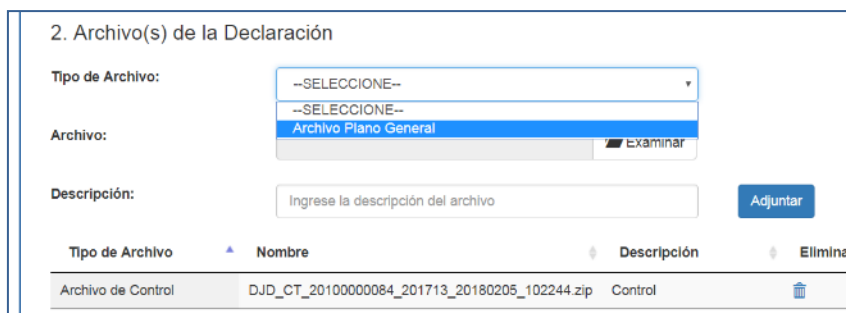 2. Archivo(s) de la Declaración
Tipo de Archivo:
--SELECCIONE--
--SELECCIONE--
Archivo Plano General
Archivo:
Examinar
Descripción:
Ingrese la descripción del archivo
Adjuntar
Tipo de Archivo Nombre Descripción Elimina
Archivo de Control DJD_CT_20100000084_201713_20180205_102244.zip Control